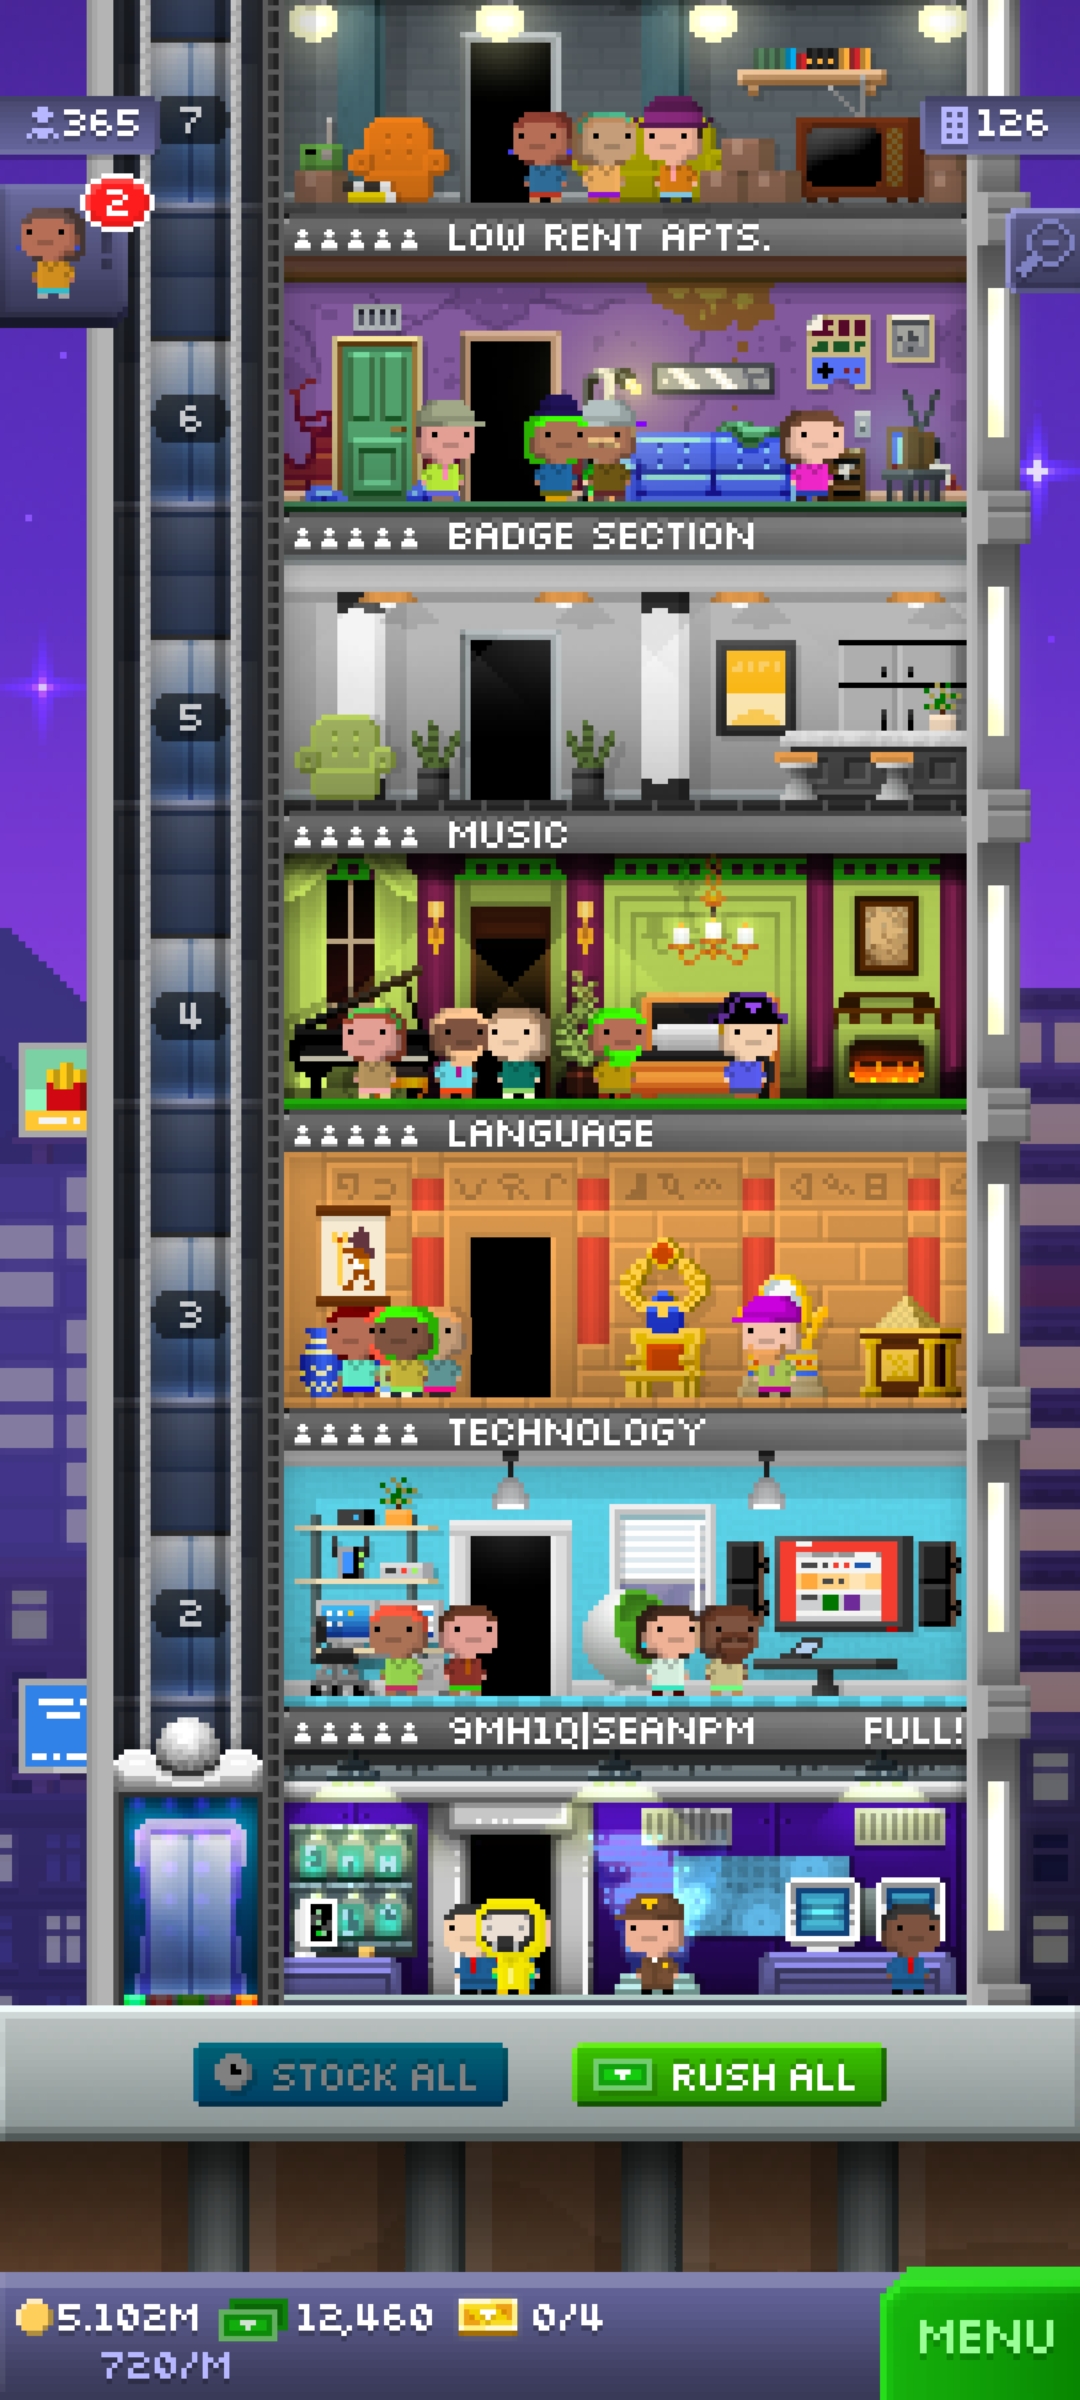 7
365
126
2
LOW RENT APTS.
6
BADGE SECTION
5
MUSIC
4
LANGUAGE
3
TECHNOLOGY
2
9MH1Q|SEANPM FULL!
STOCK ALL
RUSH ALL
5.102M 12,460 0/4
720/M
MENU